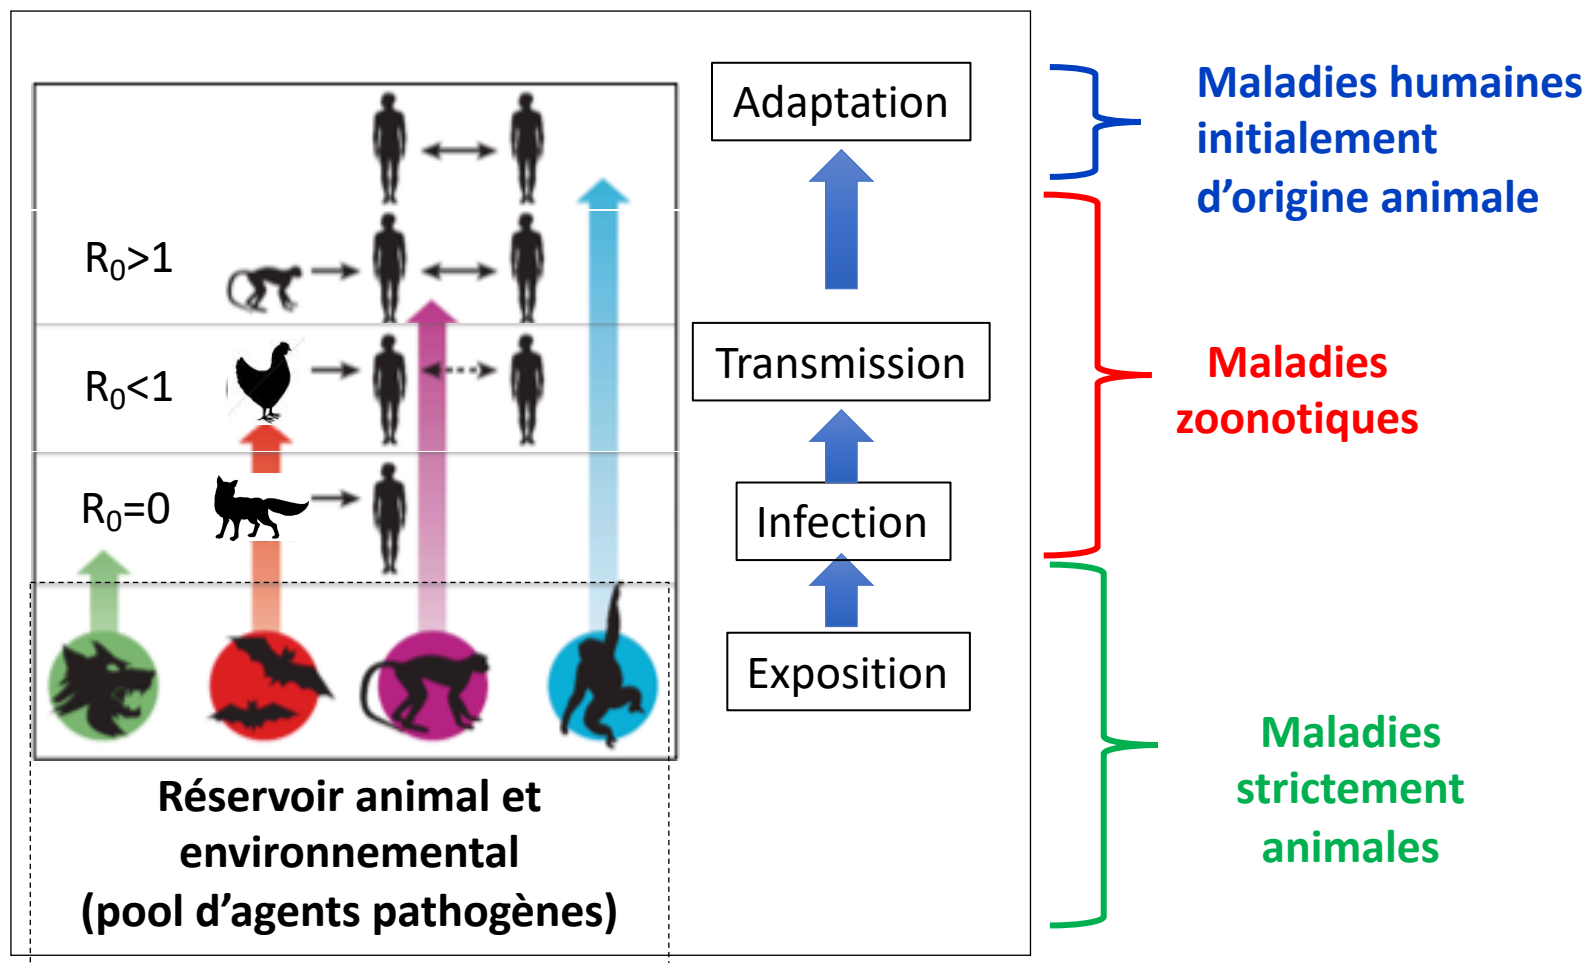 R₀>1
R₀<1
R₀=0
Réservoir animal et
environnemental
(pool d’agents pathogènes)
Adaptation
Transmission
Infection
Exposition
Maladies humaines
initialement
d’origine animale
Maladies
zoonotiques
Maladies
strictement
animales